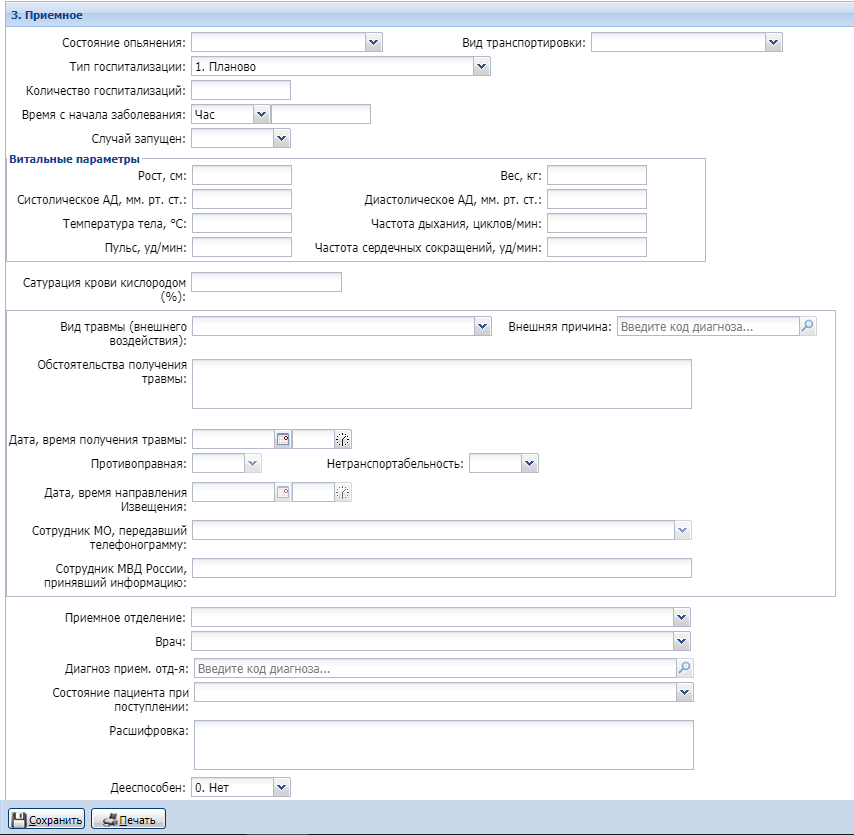 3. Приемное
Состояние опьянения: Вид транспортировки:
Тип госпитализации: 1. Планово
Количество госпитализаций:
Время с начала заболевания: Час
Случай запущен:
Витальные параметры
Рост, см: Вес, кг:
Систолическое АД, мм. рт. ст.: Диастолическое АД, мм. рт. ст.:
Температура тела, °С: Частота дыхания, циклов/мин:
Пульс, уд/мин: Частота сердечных сокращений, уд/мин:
Сатурация крови кислородом
(%):
Вид травмы (внешнего
воздействия): Внешняя причина: Введите код диагноза...
Обстоятельства получения
травмы:
Дата, время получения травмы:
Противоправная: Нетранспортабельность:
Дата, время направления
Извещения:
Сотрудник МО, передавший
телефонограмму:
Сотрудник МВД России,
принявший информацию:
Приемное отделение:
Врач:
Диагноз прием. отд-я: Введите код диагноза...
Состояние пациента при
поступлении:
Расшифровка:
Дееспособен: 0. Нет
Сохранить Печать